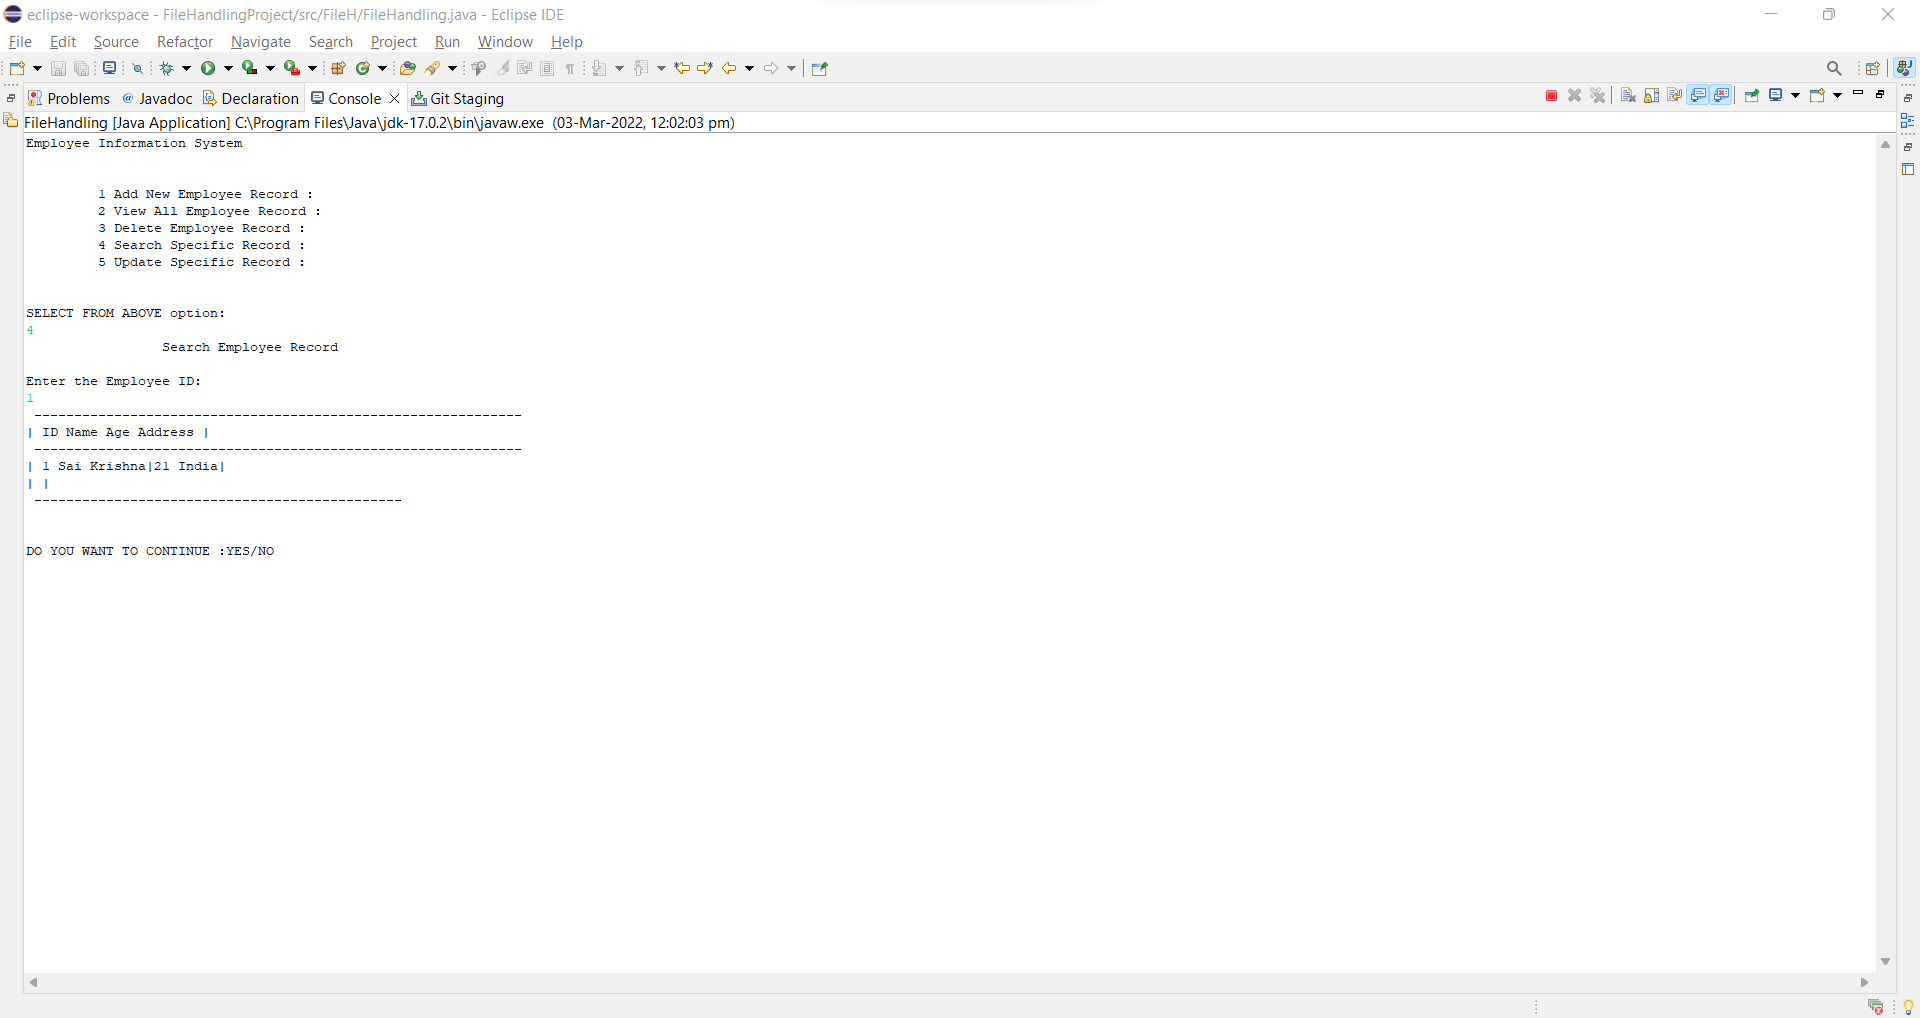 eclipse-workspace - FileHandlingProject/src/FileH/FileHandling.java - Eclipse IDE
File Edit Source Refactor Navigate Search Project Run Window Help
Problems @ Javadoc Declaration Console Git Staging
FileHandling [Java Application] C:\Program Files\Java\jdk-17.0.2\bin\javaw.exe (03-Mar-2022, 12:02:03 pm)
Employee Information System
1 Add New Employee Record :
2 View All Employee Record :
3 Delete Employee Record :
4 Search Specific Record :
5 Update Specific Record :
SELECT FROM ABOVE option:
4
Search Employee Record
Enter the Employee ID:
1
-------------------------------------------------------------
| ID Name Age Address |
-------------------------------------------------------------
| 1 Sai Krishna|21 India|
| |
----------------------------------------------
DO YOU WANT TO CONTINUE :YES/NO